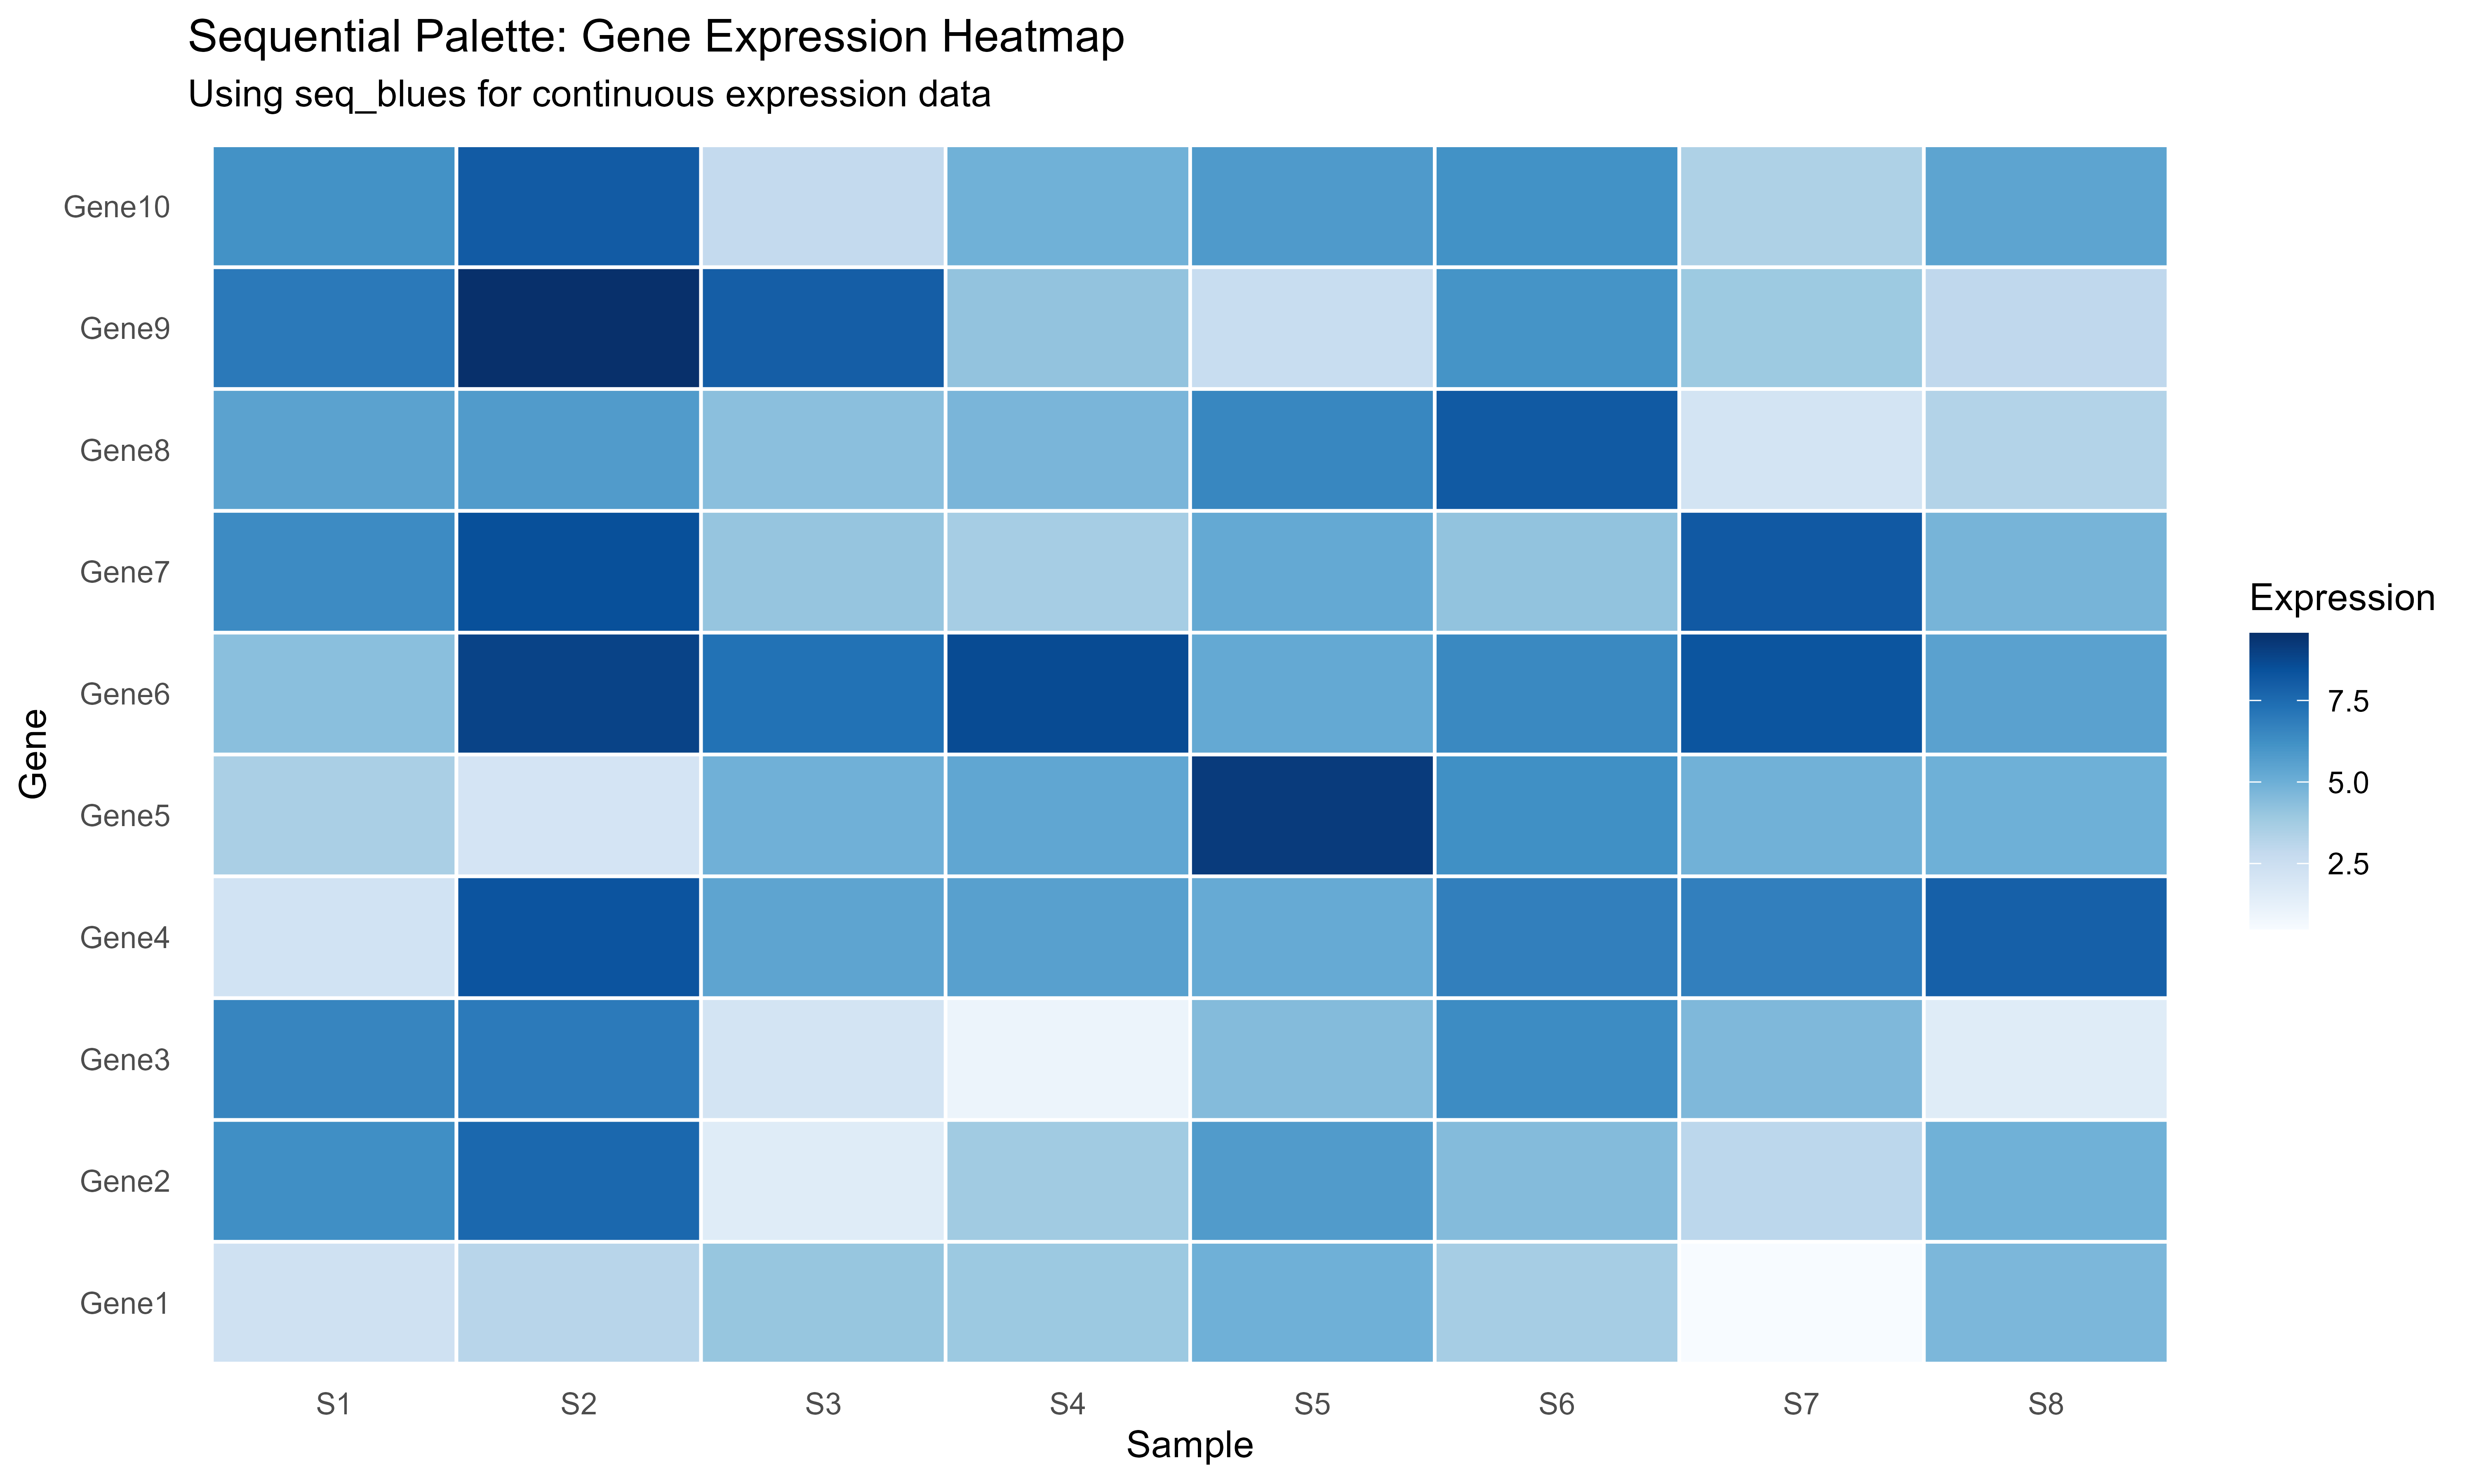 Sequential Palette: Gene Expression Heatmap
Using seq_blues for continuous expression data
Gene10
Gene9
Gene8
Gene7
Gene6
Gene5
Gene4
Gene3
Gene2
Gene1
Gene
S1 S2 S3 S4 S5 S6 S7 S8
Sample
Expression
7.5
5.0
2.5